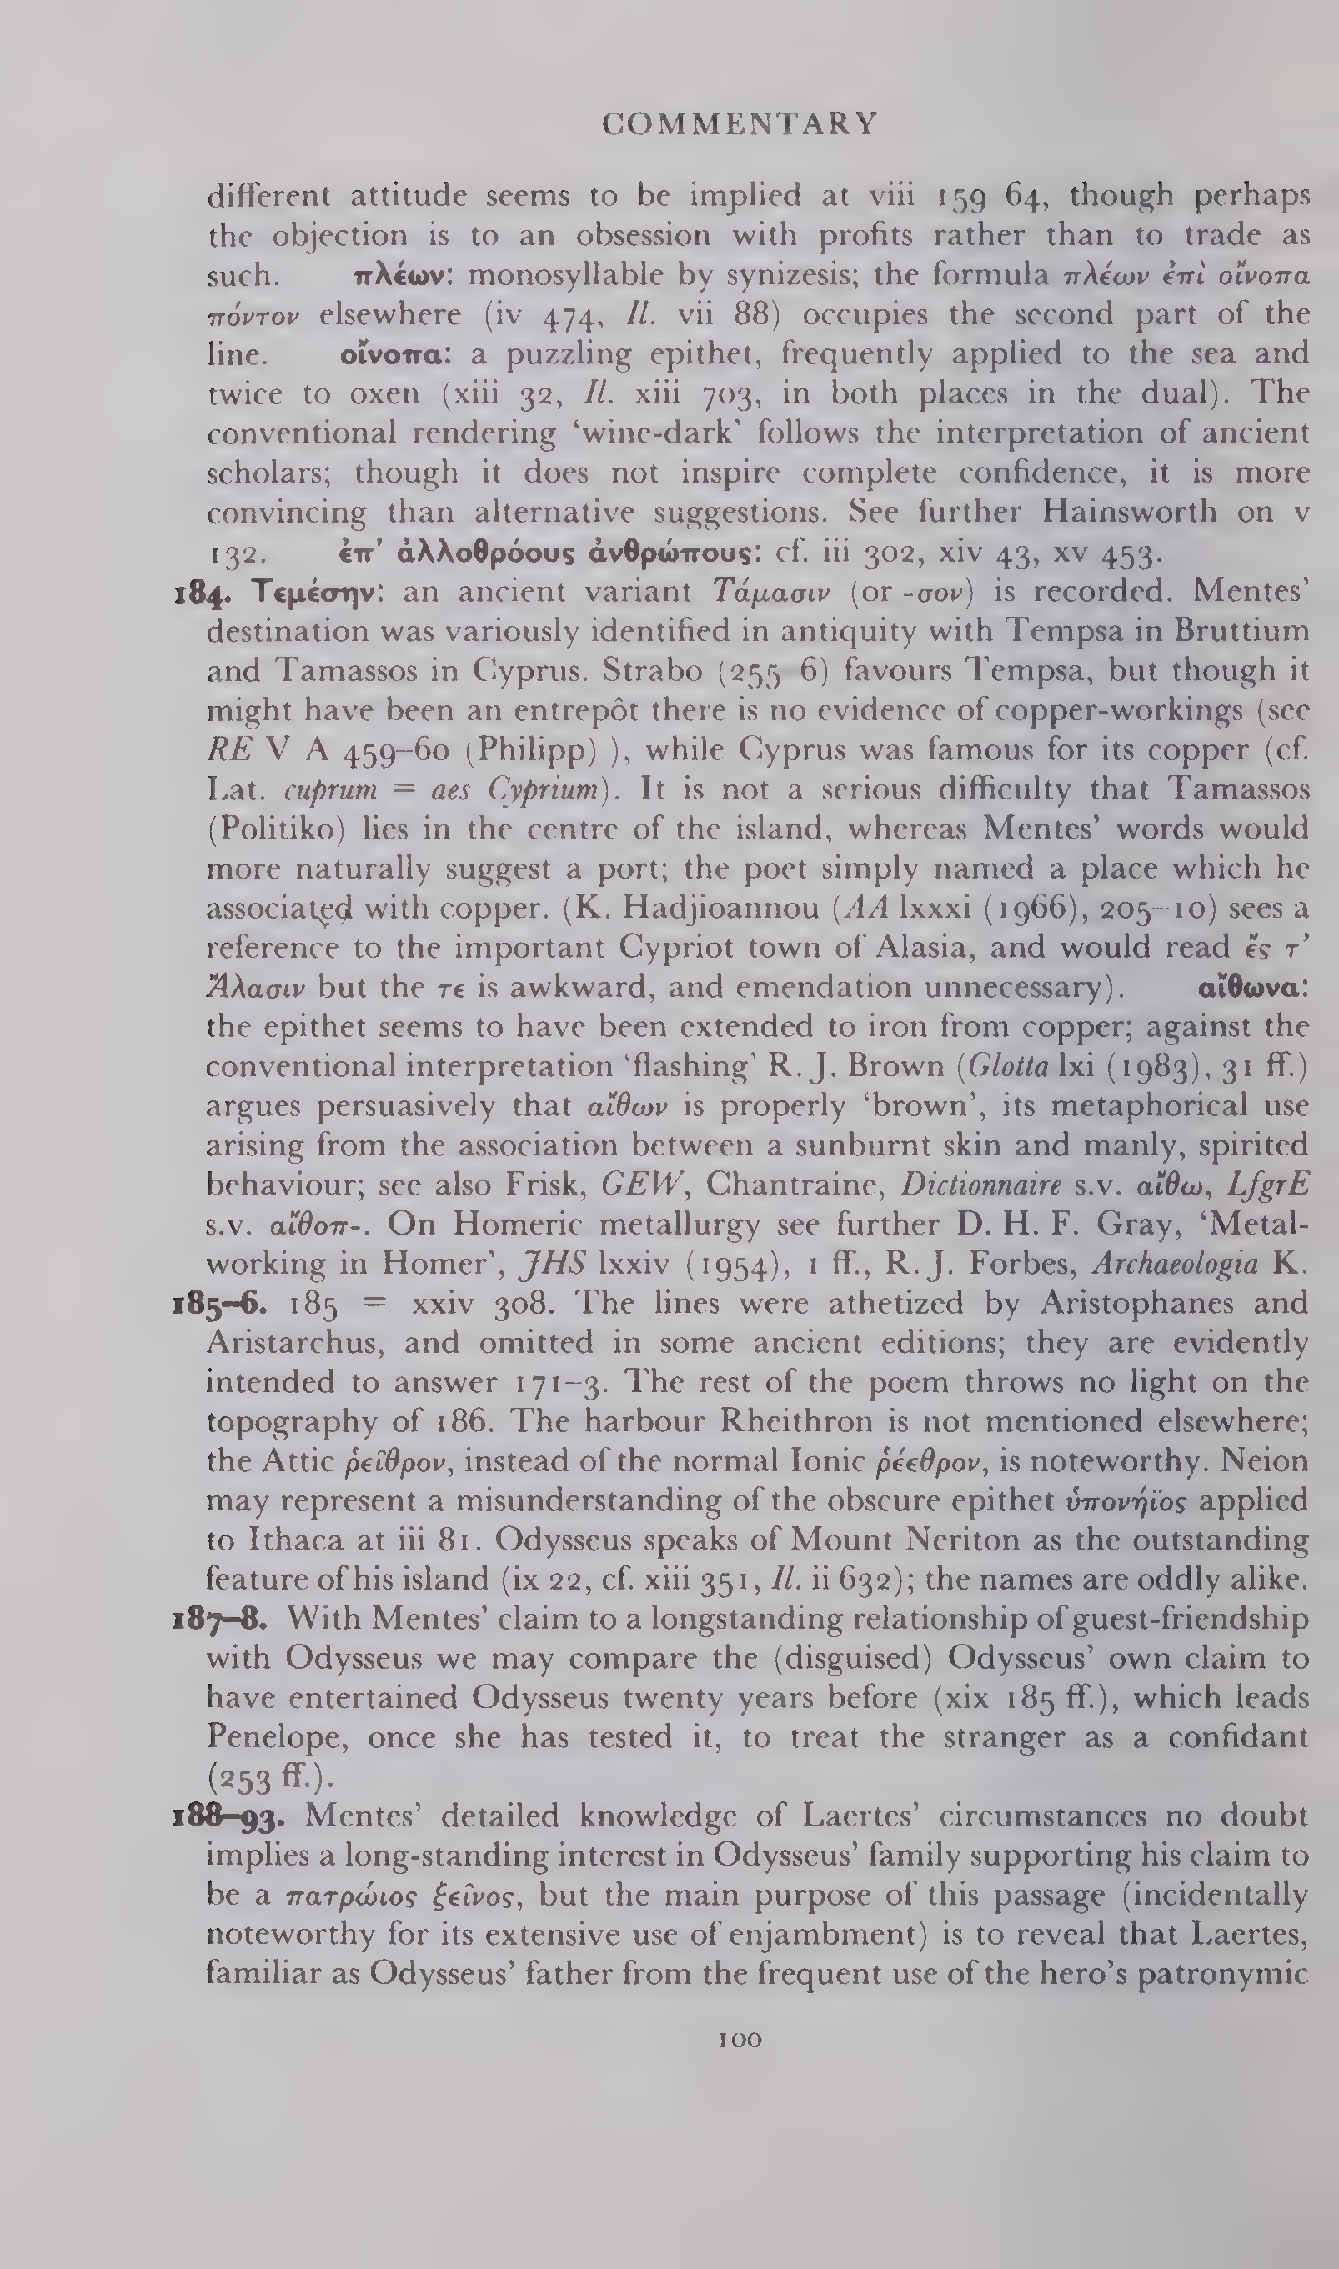 COMMENTARY
different attitude seems to be implied at viii 159–64, though perhaps
the objection is to an obsession with profits rather than to trade as
such. πλέων: monosyllable by synizesis; the formula πλέων ἐπὶ οἴνοπα
πόντον elsewhere (iv 474, Il. vii 88) occupies the second part of the
line. οἴνοπα: a puzzling epithet, frequently applied to the sea and
twice to oxen (xiii 32, Il. xiii 703, in both places in the dual). The
conventional rendering ‘wine-dark’ follows the interpretation of ancient
scholars; though it does not inspire complete confidence, it is more
convincing than alternative suggestions. See further Hainsworth on v
132. ἐπ’ ἀλλοθρόους ἀνθρώπους: cf. iii 302, xiv 43, xv 453.
184. Τεμέσην: an ancient variant Τάμασιν (or -σον) is recorded. Mentes’
destination was variously identified in antiquity with Tempsa in Bruttium
and Tamassos in Cyprus. Strabo (255–6) favours Tempsa, but though it
might have been an entrepôt there is no evidence of copper-workings (see
RE V A 459–60 (Philipp) ), while Cyprus was famous for its copper (cf.
Lat. cuprum = aes Cyprium). It is not a serious difficulty that Tamassos
(Politiko) lies in the centre of the island, whereas Mentes’ words would
more naturally suggest a port; the poet simply named a place which he
associated with copper. (K. Hadjioannou (AA lxxxi (1966), 205–10) sees a
reference to the important Cypriot town of Alasia, and would read ἔς τ’
Ἄλασιν but the τε is awkward, and emendation unnecessary). αἴθωνα:
the epithet seems to have been extended to iron from copper; against the
conventional interpretation ‘flashing’ R. J. Brown (Glotta lxi (1983), 31 ff.)
argues persuasively that αἴθων is properly ‘brown’, its metaphorical use
arising from the association between a sunburnt skin and manly, spirited
behaviour; see also Frisk, GEW, Chantraine, Dictionnaire s.v. αἴθω, LfgrE
s.v. αἴθοπ-. On Homeric metallurgy see further D. H. F. Gray, ‘Metal-
working in Homer’, JHS lxxiv (1954), 1 ff., R. J. Forbes, Archaeologia K.
185–6. 185 = xxiv 308. The lines were athetized by Aristophanes and
Aristarchus, and omitted in some ancient editions; they are evidently
intended to answer 171–3. The rest of the poem throws no light on the
topography of 186. The harbour Rheithron is not mentioned elsewhere;
the Attic ῥεῖθρον, instead of the normal Ionic ῥέεθρον, is noteworthy. Neion
may represent a misunderstanding of the obscure epithet ὑπονήϊος applied
to Ithaca at iii 81. Odysseus speaks of Mount Neriton as the outstanding
feature of his island (ix 22, cf. xiii 351, Il. ii 632); the names are oddly alike.
187–8. With Mentes’ claim to a longstanding relationship of guest-friendship
with Odysseus we may compare the (disguised) Odysseus’ own claim to
have entertained Odysseus twenty years before (xix 185 ff.), which leads
Penelope, once she has tested it, to treat the stranger as a confidant
(253 ff.).
188–93. Mentes’ detailed knowledge of Laertes’ circumstances no doubt
implies a long-standing interest in Odysseus’ family supporting his claim to
be a πατρώιος ξεῖνος, but the main purpose of this passage (incidentally
noteworthy for its extensive use of enjambment) is to reveal that Laertes,
familiar as Odysseus’ father from the frequent use of the hero’s patronymic
100